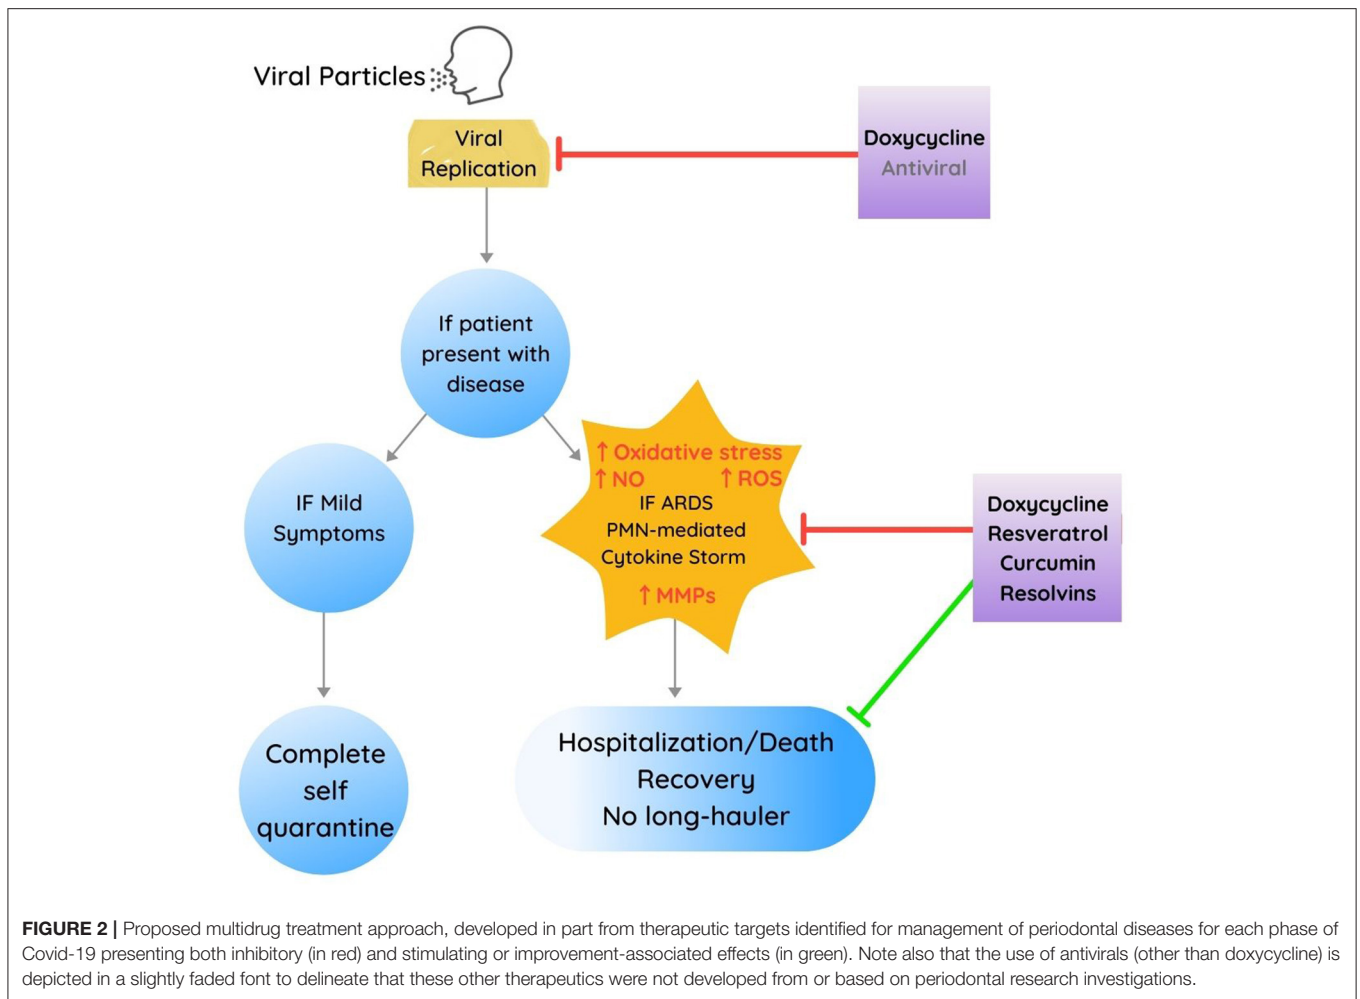 Viral Particles
Viral
Replication
Doxycycline
Antiviral
If patient
present with
disease
IF Mild
Symptoms
↑ Oxidative stress
↑ NO ↑ ROS
IF ARDS
PMN-mediated
Cytokine Storm
↑ MMPs
Doxycycline
Resveratrol
Curcumin
Resolvins
Complete
self
quarantine
Hospitalization/Death
Recovery
No long-hauler
FIGURE 2 | Proposed multidrug treatment approach, developed in part from therapeutic targets identified for management of periodontal diseases for each phase of
Covid-19 presenting both inhibitory (in red) and stimulating or improvement-associated effects (in green). Note also that the use of antivirals (other than doxycycline) is
depicted in a slightly faded font to delineate that these other therapeutics were not developed from or based on periodontal research investigations.